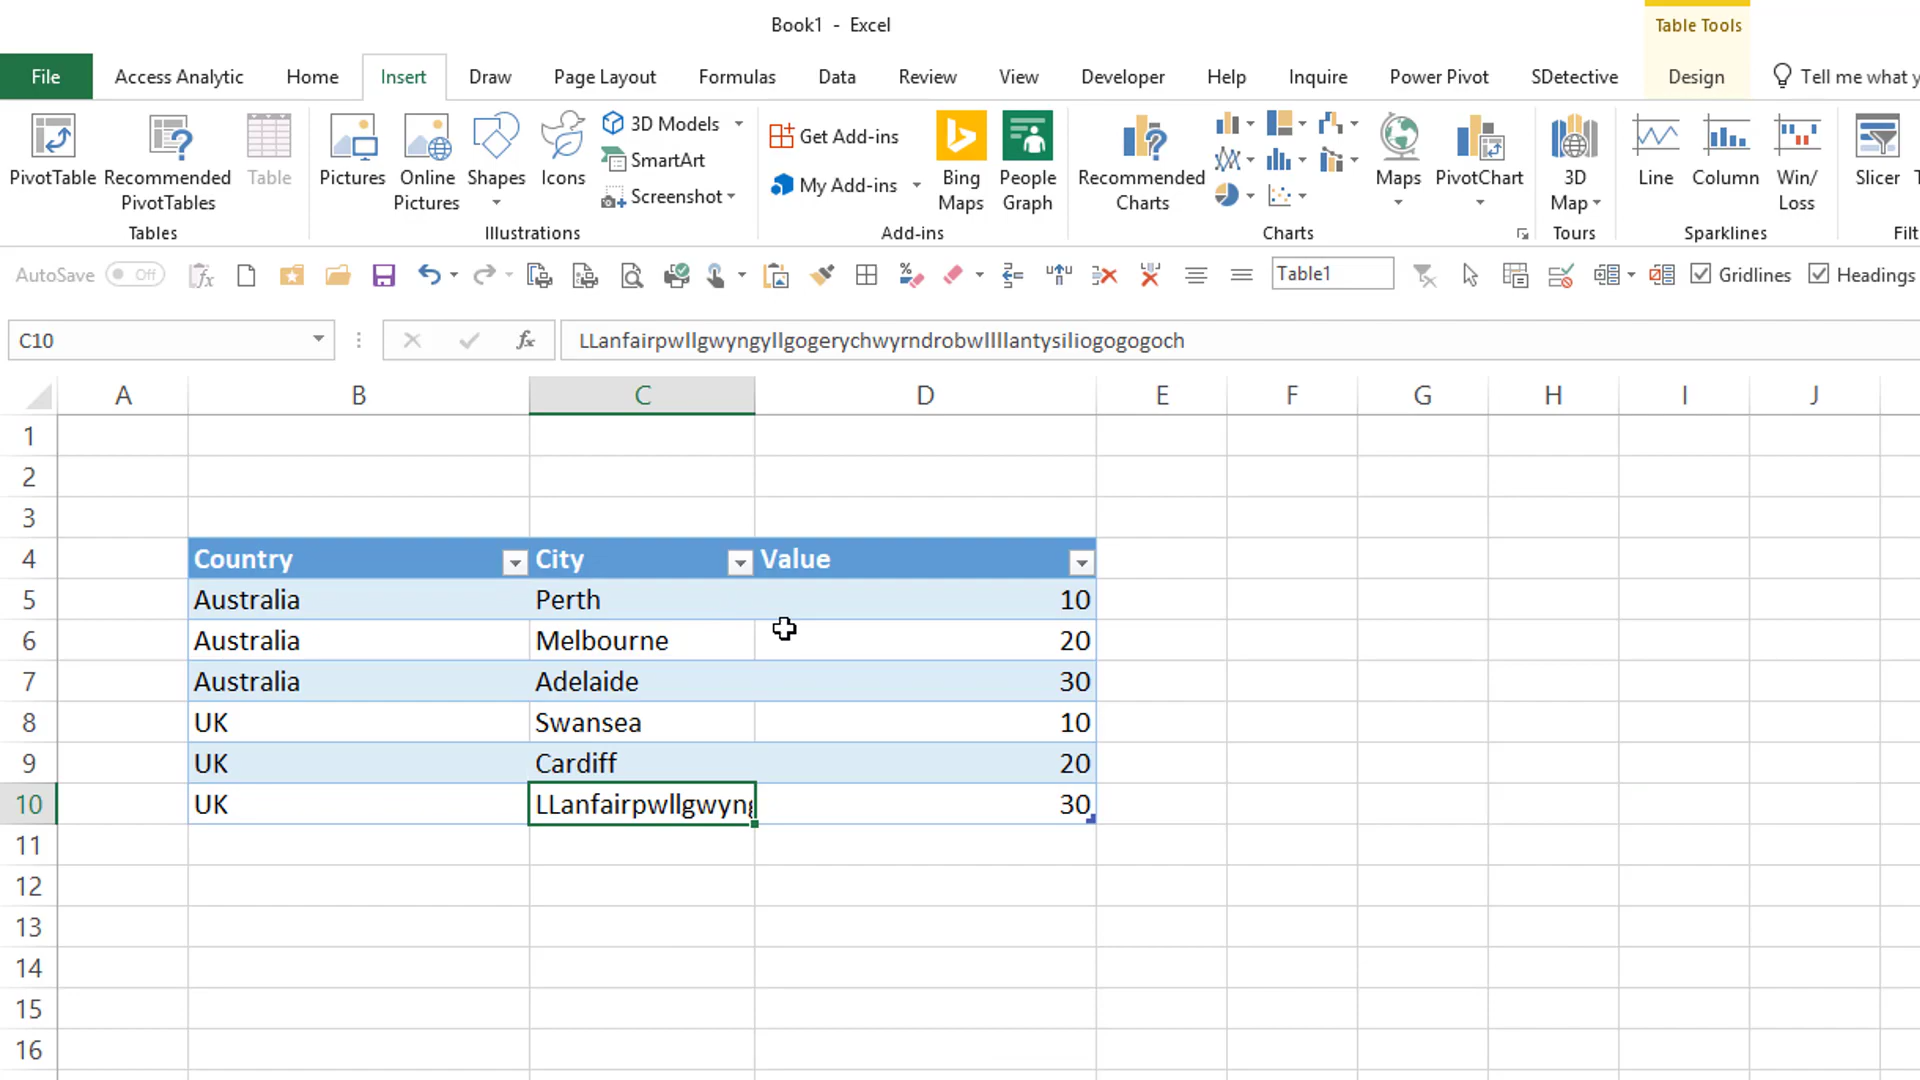 Book1 - Excel
Table Tools
File
Access Analytic
Home
Insert
Draw
Page Layout
Formulas
Data
Review
View
Developer
Help
Inquire
Power Pivot
SDetective
Design
Tell me what y
PivotTable
Recommended
PivotTables
Table
Pictures
Online
Pictures
Shapes
Icons
3D Models
SmartArt
Screenshot
Get Add-ins
My Add-ins
Bing
Maps
People
Graph
Recommended
Charts
Maps
PivotChart
3D
Map
Line
Column
Win/
Loss
Slicer
T
Tables
Illustrations
Add-ins
Charts
Tours
Sparklines
Filt
AutoSave
Off
Table1
Gridlines
Headings
C10
fx
LLanfairpwllgwyngyllgogerychwyrndrobwllllantysiliogogogoch
A B C D E F G H I J
1
2
3
4 Country City Value
5 Australia Perth 10
6 Australia Melbourne 20
7 Australia Adelaide 30
8 UK Swansea 10
9 UK Cardiff 20
10 UK LLanfairpwllgwyng 30
11
12
13
14
15
16